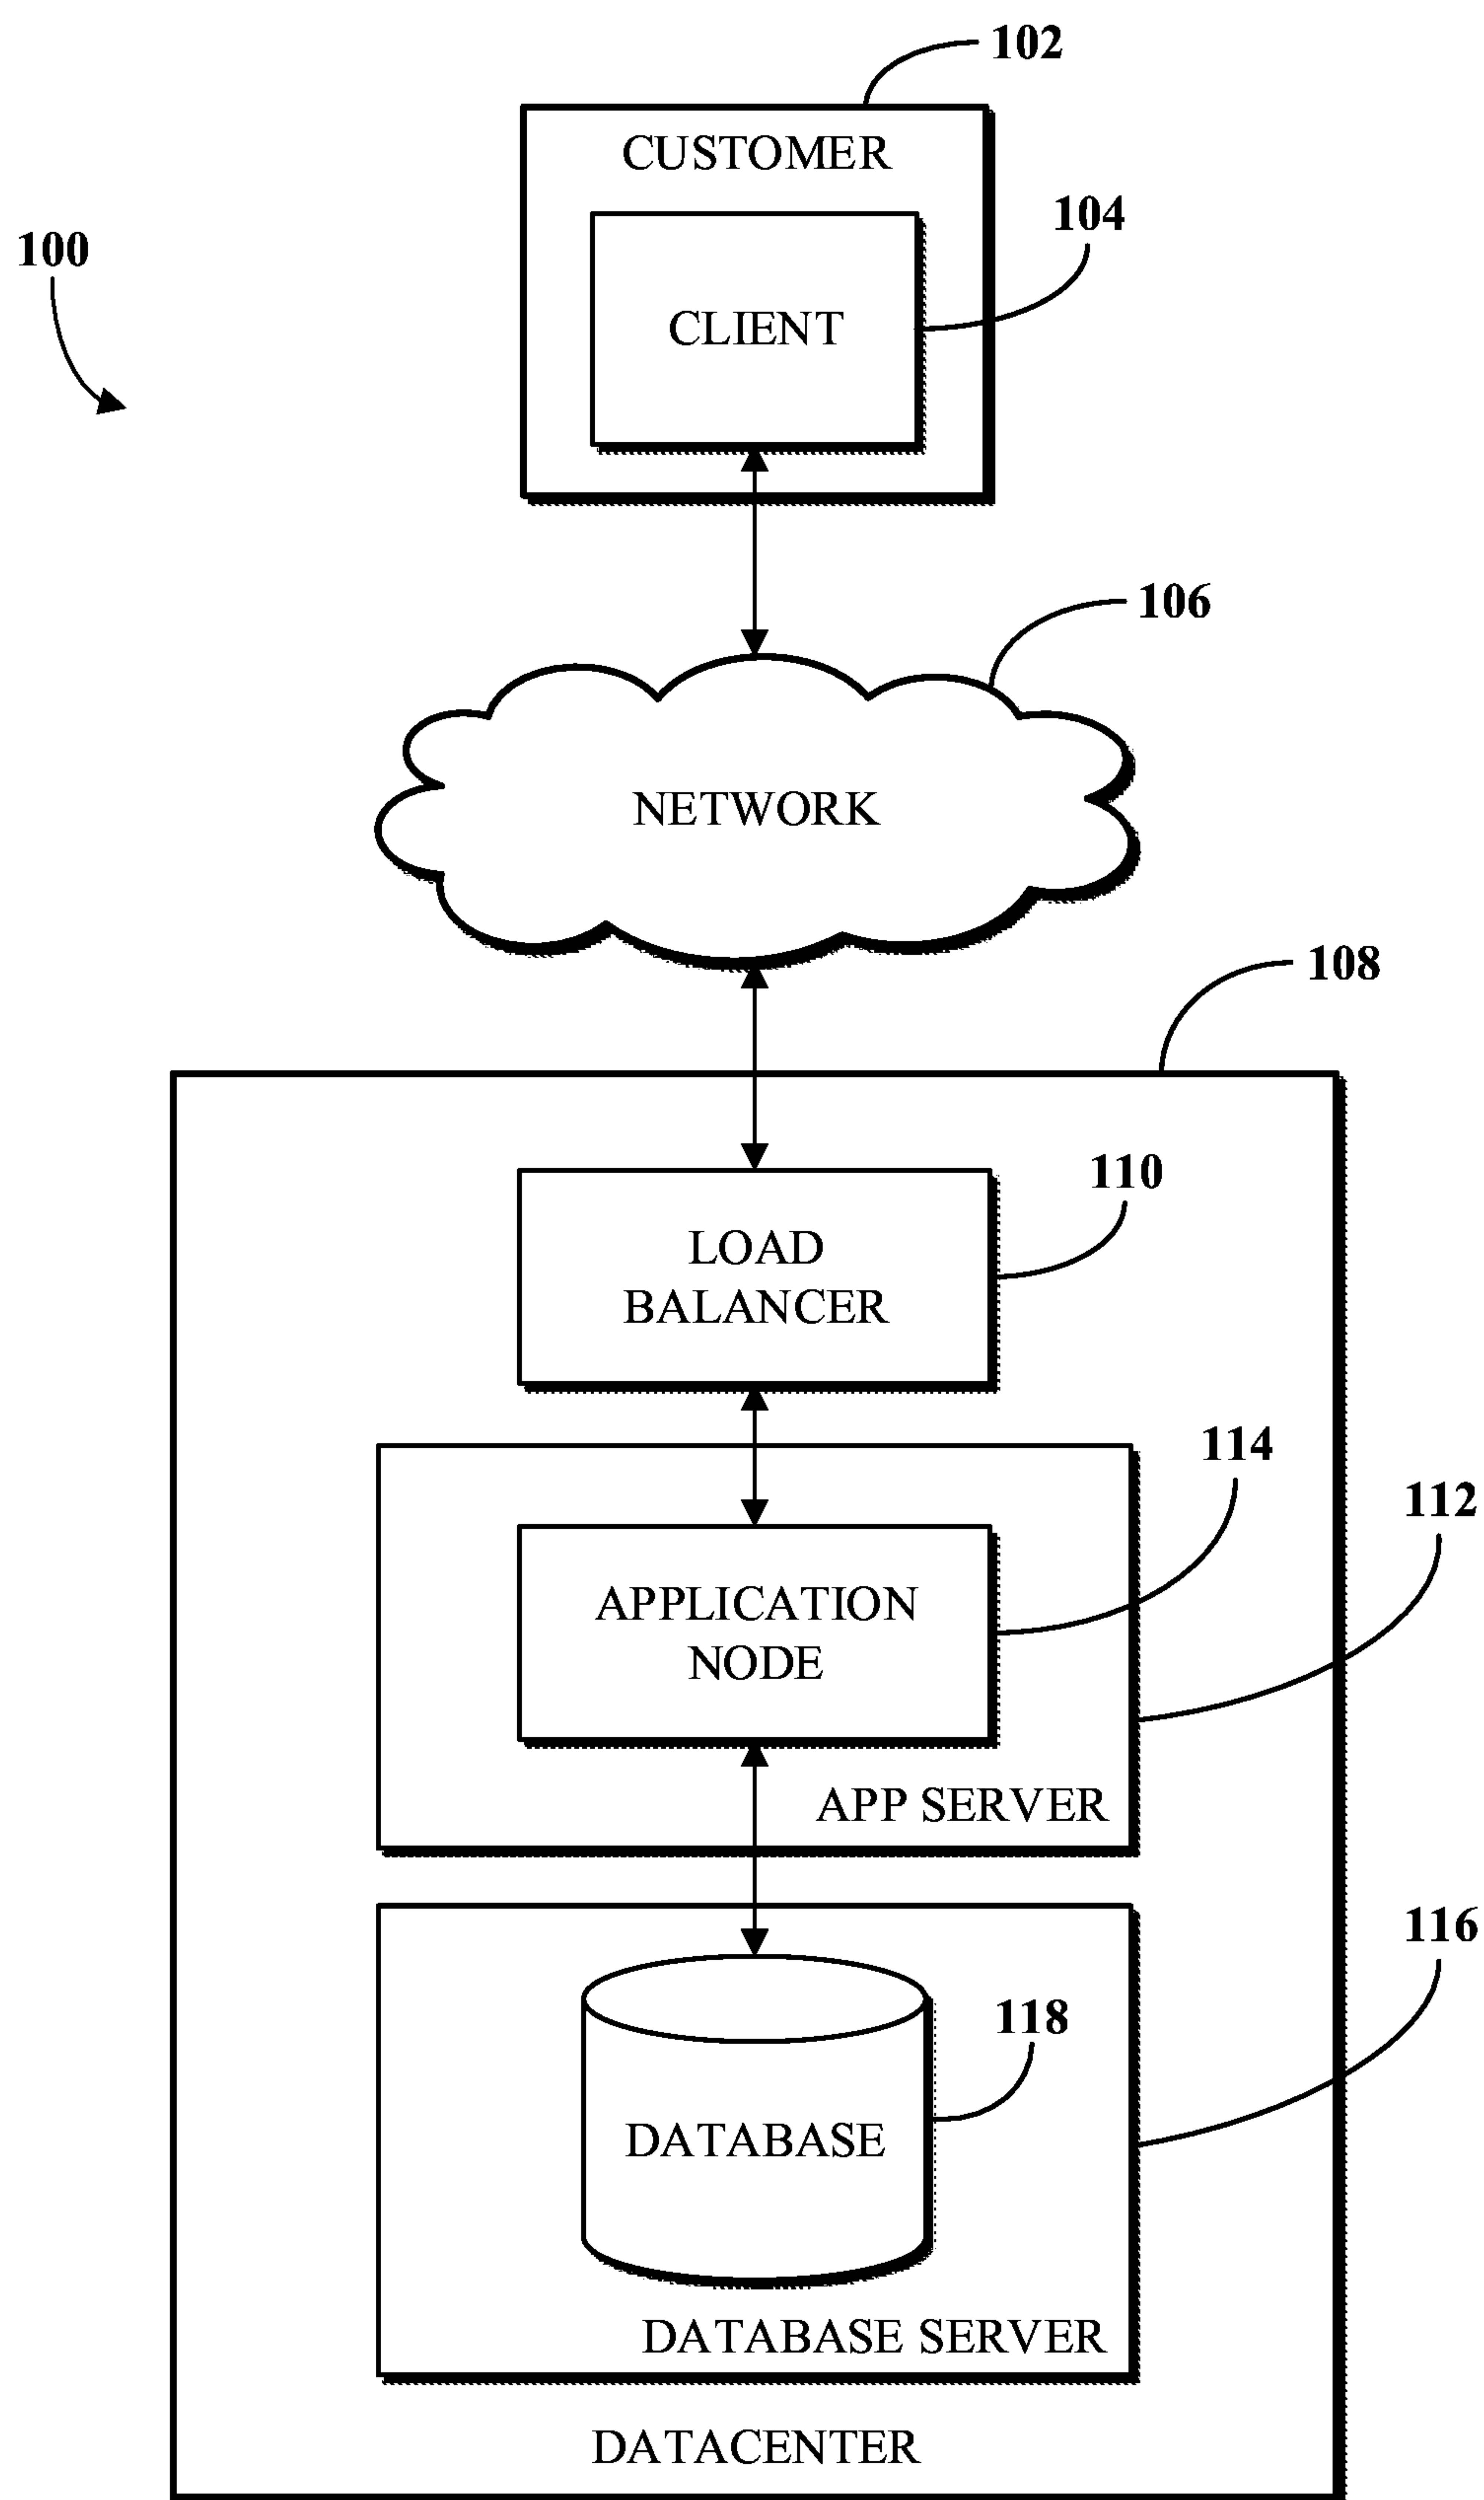 102
CUSTOMER
104
100
CLIENT
106
NETWORK
108
110
LOAD
BALANCER
114
112
APPLICATION
NODE
APP SERVER
116
118
DATABASE
DATABASE SERVER
DATACENTER